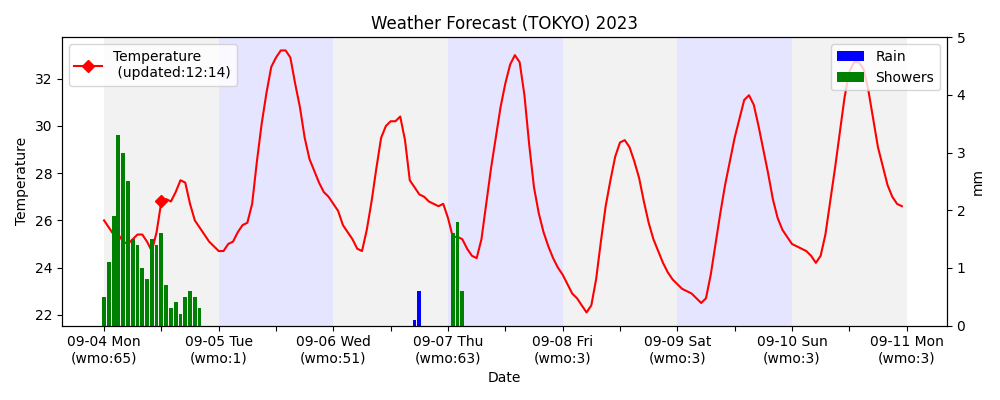 Weather Forecast (TOKYO) 2023
Temperature
(updated:12:14)
Rain
Showers
Temperature
32
30
28
26
24
22
5
4
3
2
1
0
mm
09-04 Mon
(wmo:65)
09-05 Tue
(wmo:1)
09-06 Wed
(wmo:51)
09-07 Thu
(wmo:63)
09-08 Fri
(wmo:3)
09-09 Sat
(wmo:3)
09-10 Sun
(wmo:3)
09-11 Mon
(wmo:3)
Date